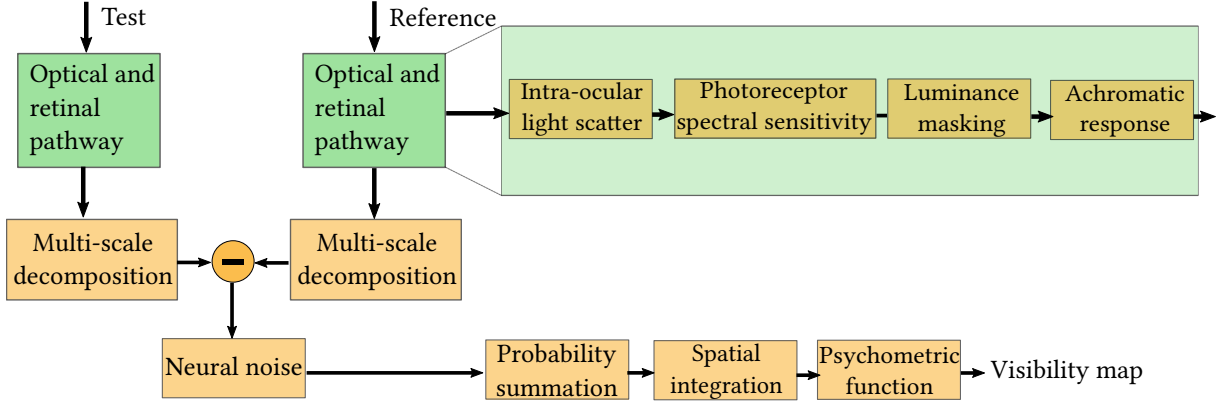 Test
Reference
Optical and
retinal
pathway
Optical and
retinal
pathway
Intra-ocular
light scatter
Photoreceptor
spectral sensitivity
Luminance
masking
Achromatic
response
Multi-scale
decomposition
Multi-scale
decomposition
Neural noise
Probability
summation
Spatial
integration
Psychometric
function
Visibility map